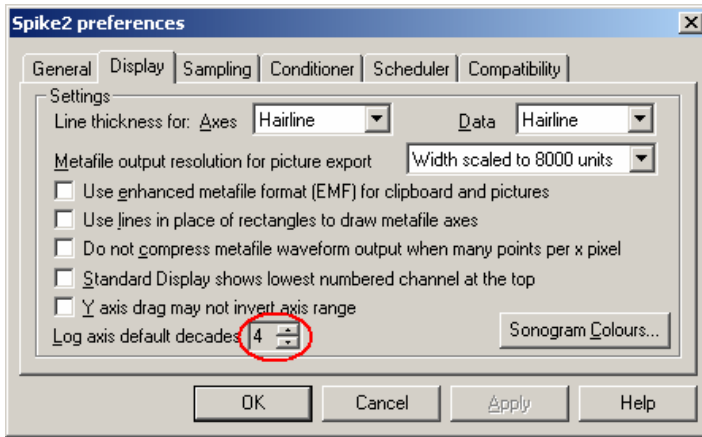 Spike2 preferences
General Display Sampling Conditioner Scheduler Compatibility
Settings
Line thickness for: Axes Hairline Data Hairline
Metafile output resolution for picture export Width scaled to 8000 units
Use enhanced metafile format (EMF) for clipboard and pictures
Use lines in place of rectangles to draw metafile axes
Do not compress metafile waveform output when many points per x pixel
Standard Display shows lowest numbered channel at the top
Y axis drag may not invert axis range
Log axis default decades 4 Sonogram Colours...
OK Cancel Apply Help